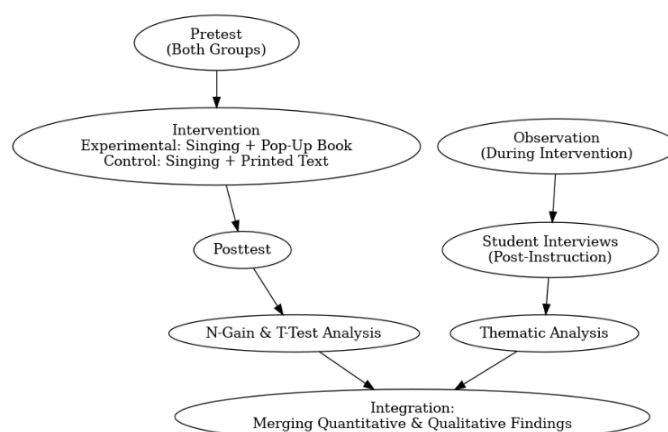 Pretest
(Both Groups)
Intervention
Experimental: Singing + Pop-Up Book
Control: Singing + Printed Text
Observation
(During Intervention)
Posttest
Student Interviews
(Post-Instruction)
N-Gain & T-Test Analysis
Thematic Analysis
Integration:
Merging Quantitative & Qualitative Findings